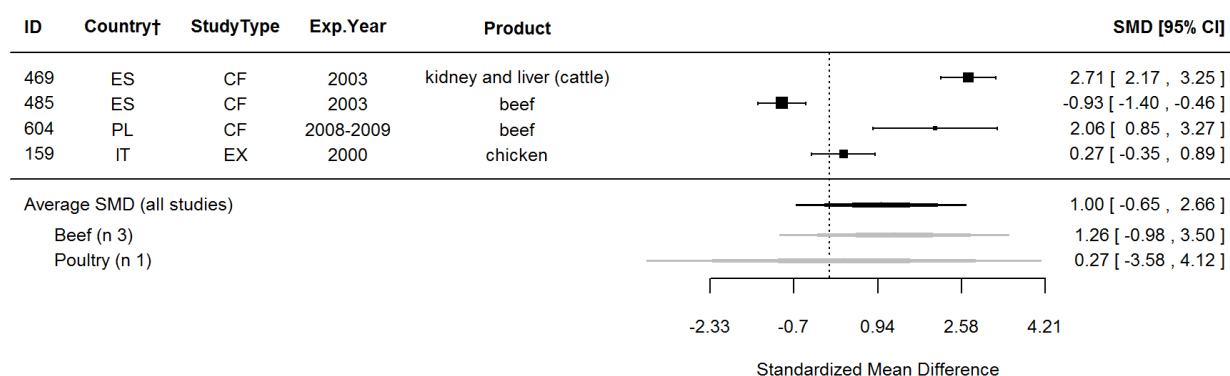 ID Country† StudyType Exp.Year Product SMD [95% CI]
469 ES CF 2003 kidney and liver (cattle) 2.71 [ 2.17 , 3.25 ]
485 ES CF 2003 beef -0.93 [ -1.40 , -0.46 ]
604 PL CF 2008-2009 beef 2.06 [ 0.85 , 3.27 ]
159 IT EX 2000 chicken 0.27 [ -0.35 , 0.89 ]
Average SMD (all studies) 1.00 [ -0.65 , 2.66 ]
Beef (n 3) 1.26 [ -0.98 , 3.50 ]
Poultry (n 1) 0.27 [ -3.58 , 4.12 ]
-2.33 -0.7 0.94 2.58 4.21
Standardized Mean Difference